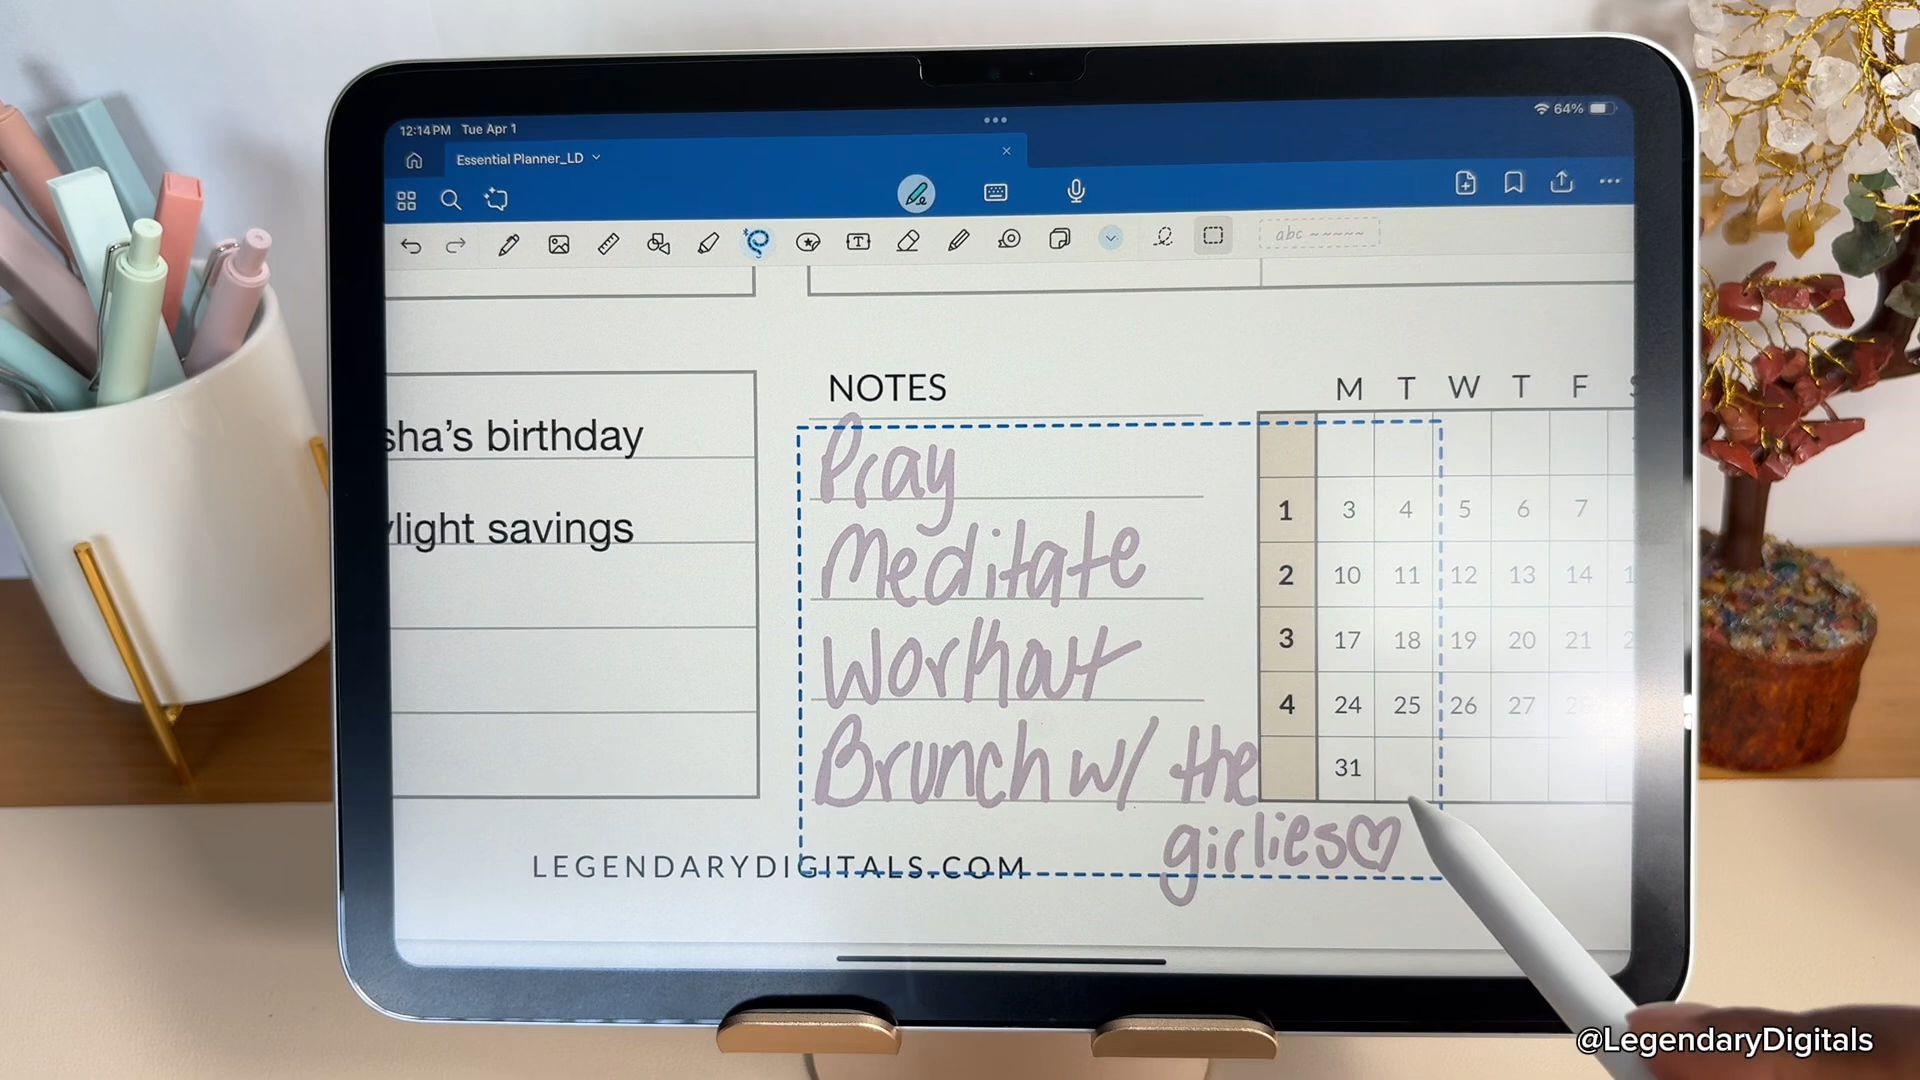 12:14 PM Tue Apr 1
64%
Essential Planner_LD
abc
sha's birthday
light savings
NOTES
Pray
Meditate
Workout
Brunch w/ the
girlies♡
M T W T F
1 3 4 5 6 7
2 10 11 12 13 14
3 17 18 19 20 21
4 24 25 26 27
31
LEGENDARYDIGITALS.COM
@LegendaryDigitals